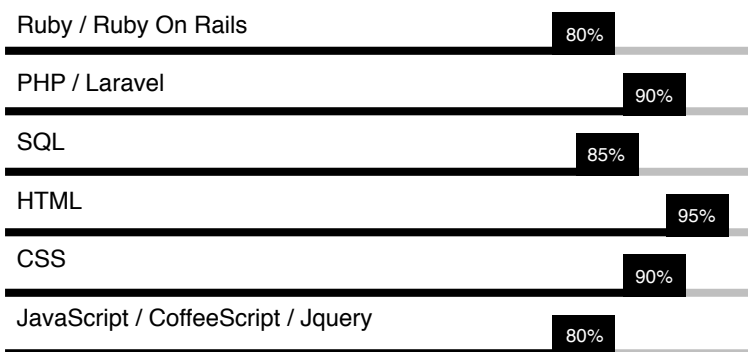 Ruby / Ruby On Rails
80%
PHP / Laravel
90%
SQL
85%
HTML
95%
CSS
90%
JavaScript / CoffeeScript / Jquery
80%